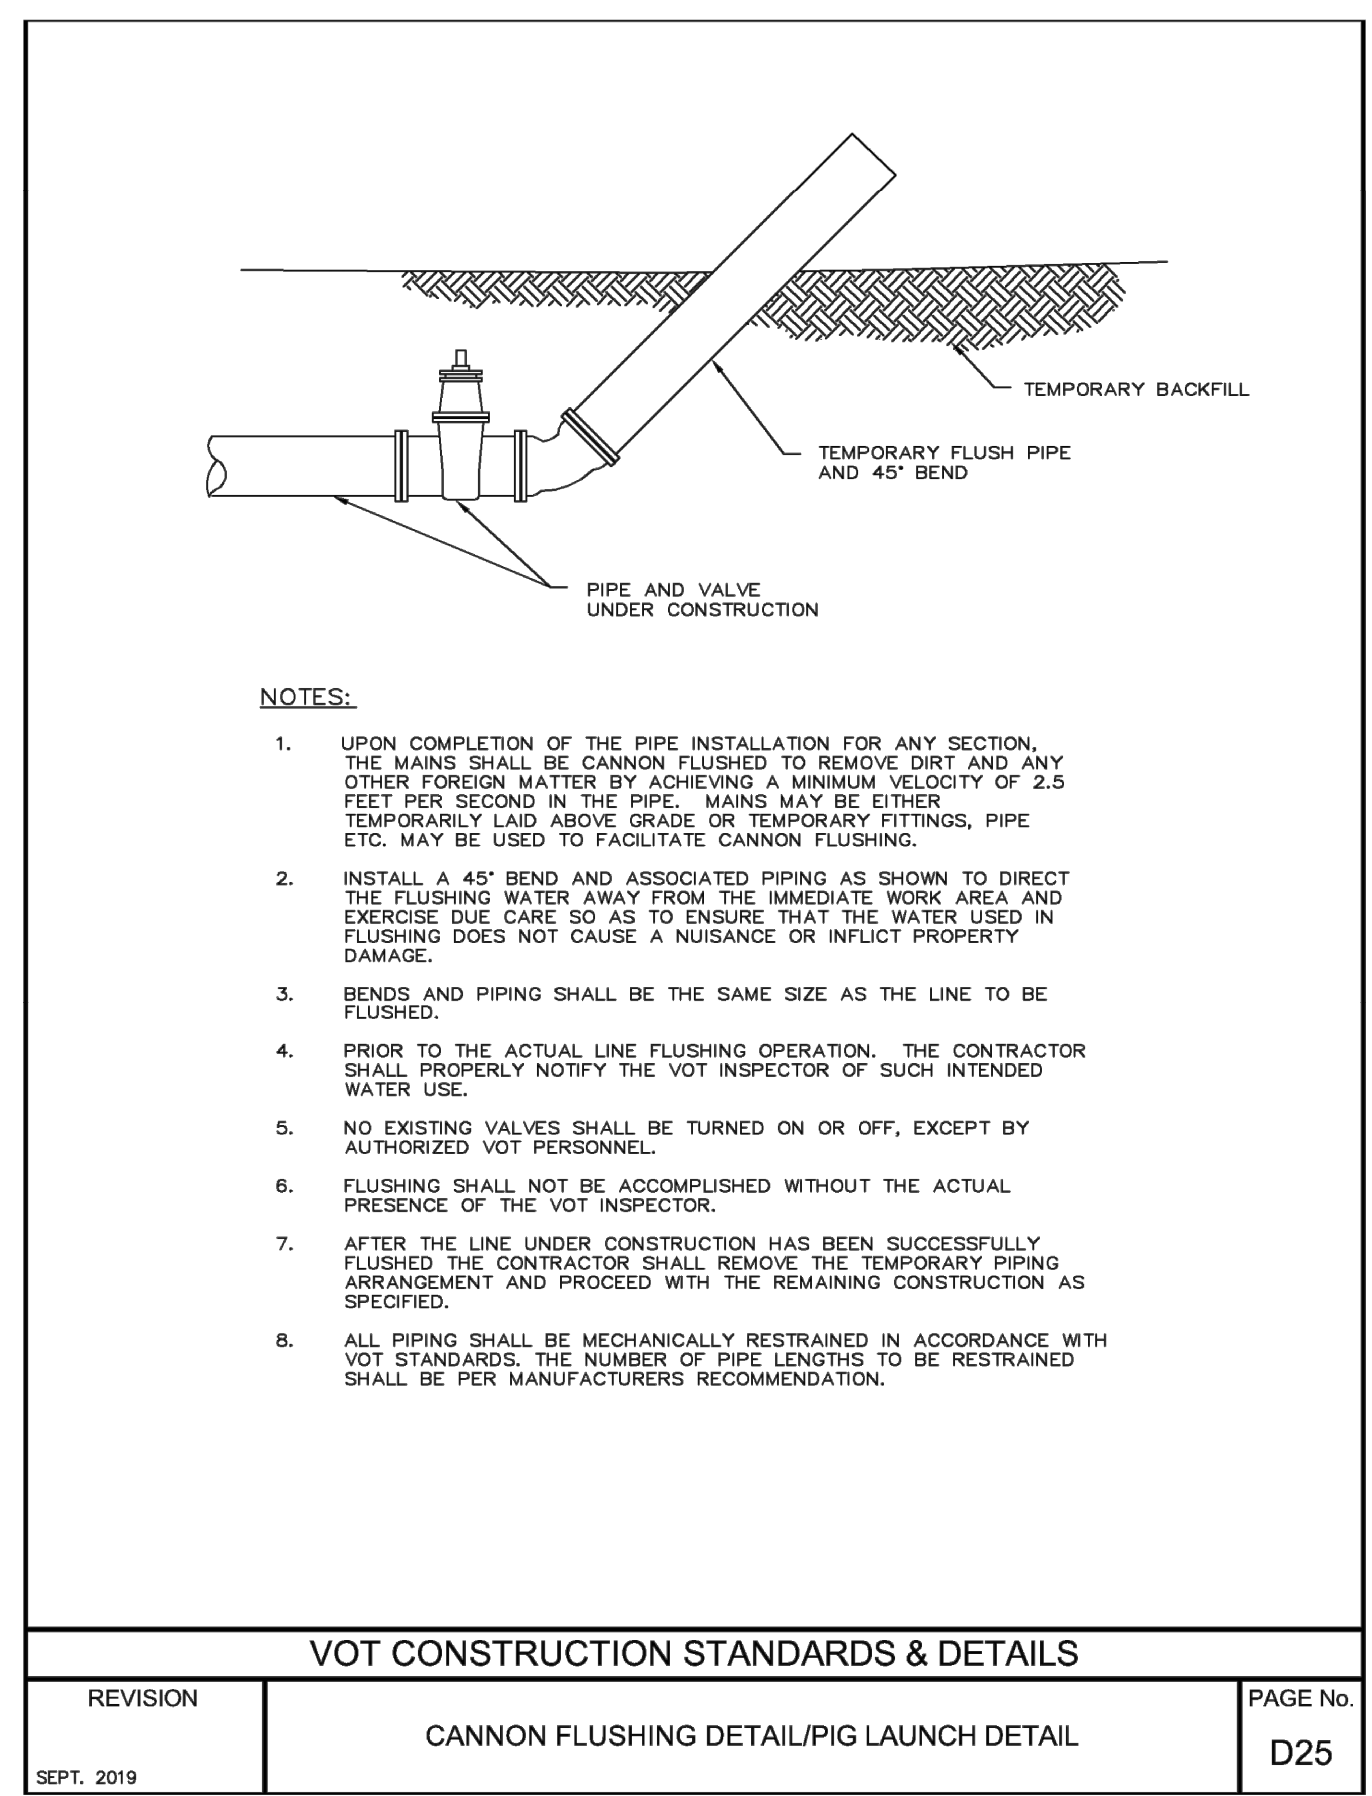 TEMPORARY BACKFILL
TEMPORARY FLUSH PIPE
AND 45° BEND
PIPE AND VALVE
UNDER CONSTRUCTION
NOTES:
1. UPON COMPLETION OF THE PIPE INSTALLATION FOR ANY SECTION,
THE MAINS SHALL BE CANNON FLUSHED TO REMOVE DIRT AND ANY
OTHER FOREIGN MATTER BY ACHIEVING A MINIMUM VELOCITY OF 2.5
FEET PER SECOND IN THE PIPE. MAINS MAY BE EITHER
TEMPORARILY LAID ABOVE GRADE OR TEMPORARY FITTINGS, PIPE
ETC. MAY BE USED TO FACILITATE CANNON FLUSHING.
2. INSTALL A 45° BEND AND ASSOCIATED PIPING AS SHOWN TO DIRECT
THE FLUSHING WATER AWAY FROM THE IMMEDIATE WORK AREA AND
EXERCISE DUE CARE SO AS TO ENSURE THAT THE WATER USED IN
FLUSHING DOES NOT CAUSE A NUISANCE OR INFLICT PROPERTY
DAMAGE.
3. BENDS AND PIPING SHALL BE THE SAME SIZE AS THE LINE TO BE
FLUSHED.
4. PRIOR TO THE ACTUAL LINE FLUSHING OPERATION. THE CONTRACTOR
SHALL PROPERLY NOTIFY THE VOT INSPECTOR OF SUCH INTENDED
WATER USE.
5. NO EXISTING VALVES SHALL BE TURNED ON OR OFF, EXCEPT BY
AUTHORIZED VOT PERSONNEL.
6. FLUSHING SHALL NOT BE ACCOMPLISHED WITHOUT THE ACTUAL
PRESENCE OF THE VOT INSPECTOR.
7. AFTER THE LINE UNDER CONSTRUCTION HAS BEEN SUCCESSFULLY
FLUSHED THE CONTRACTOR SHALL REMOVE THE TEMPORARY PIPING
ARRANGEMENT AND PROCEED WITH THE REMAINING CONSTRUCTION AS
SPECIFIED.
8. ALL PIPING SHALL BE MECHANICALLY RESTRAINED IN ACCORDANCE WITH
VOT STANDARDS. THE NUMBER OF PIPE LENGTHS TO BE RESTRAINED
SHALL BE PER MANUFACTURERS RECOMMENDATION.
VOT CONSTRUCTION STANDARDS & DETAILS
REVISION
SEPT. 2019
CANNON FLUSHING DETAIL/PIG LAUNCH DETAIL
PAGE No.
D25